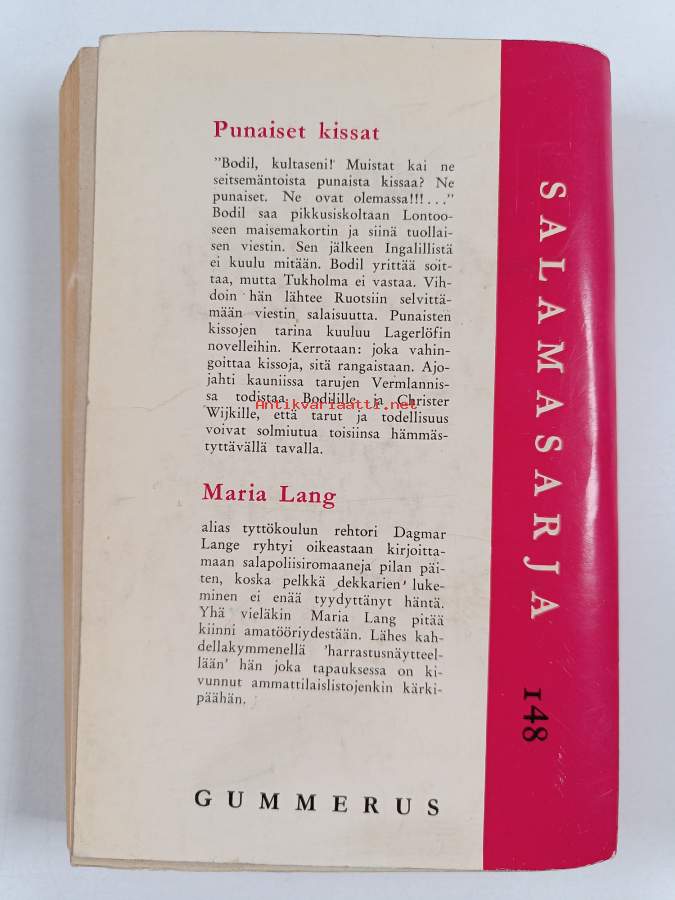 Punaiset kissat
"Bodil, kultaseni! Muistat kai ne
seitsemäntoista punaista kissaa? Ne
punaiset. Ne ovat olemassa!!!..."
Bodil saa pikkusiskoltaan Lontoo-
seen maisemakortin ja siinä tuollai-
sen viestin. Sen jälkeen Ingalillistä
ei kuulu mitään. Bodil yrittää soit-
taa, mutta Tukholma ei vastaa. Vih-
doin hän lähtee Ruotsiin selvittä-
mään viestin salaisuutta. Punaisten
kissojen tarina kuuluu Lagerlöfin
novelleihin. Kerrotaan: joka vahin-
goittaa kissoja, sitä rangaistaan. Ajo-
jahti kauniissa tarujen Vermlannis-
sa todistaa Bodilille ja Christer
Wijkille, että tarut ja todellisuus
voivat solmiutua toisiinsa hämmäs-
tyttävällä tavalla.
Antikvariaatti.net
Maria Lang
alias tyttökoulun rehtori Dagmar
Lange ryhtyi oikeastaan kirjoitta-
maan salapoliisiromaaneja pilan päi-
ten, koska pelkkä dekkarien luke-
minen ei enää tyydyttänyt häntä.
Yhä vieläkin Maria Lang pitää
kiinni amatööriydestään. Lähes kah-
dellakymmenellä 'harrastusnäytteel-
lään' hän joka tapauksessa on ki-
vunnut ammattilaislistojenkin kärki-
päähän.
GUMMERUS
SALAMASARJA
148